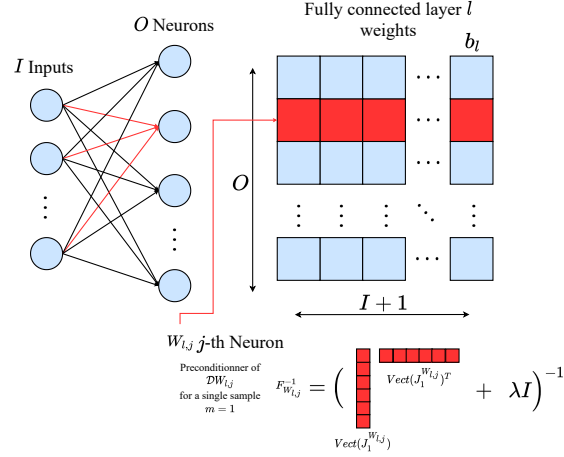 O Neurons
Fully connected layer l
weights
I Inputs
b_l
O
I + 1
W_{l,j} j-th Neuron
Preconditionner of
𝒟W_{l,j}
for a single sample
m = 1
F_{W_{l,j}}^{-1} = ( Vect(J_1^{W_{l,j}}) Vect(J_1^{W_{l,j}})^T + λI )^{-1}